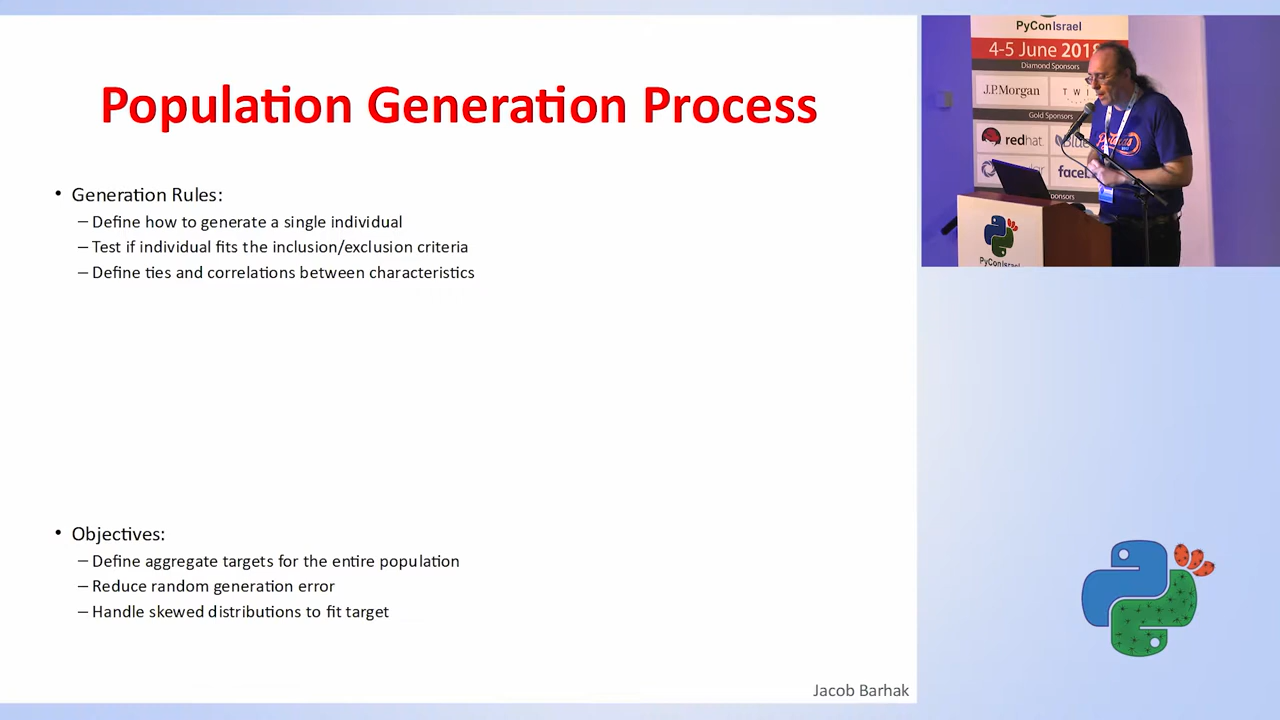 Population Generation Process
• Generation Rules:
– Define how to generate a single individual
– Test if individual fits the inclusion/exclusion criteria
– Define ties and correlations between characteristics
• Objectives:
– Define aggregate targets for the entire population
– Reduce random generation error
– Handle skewed distributions to fit target
Jacob Barhak
PyConIsrael
4-5 June 2018
Diamond Sponsors
J.P.Morgan
Gold Sponsors
redhat
PyConIsrael